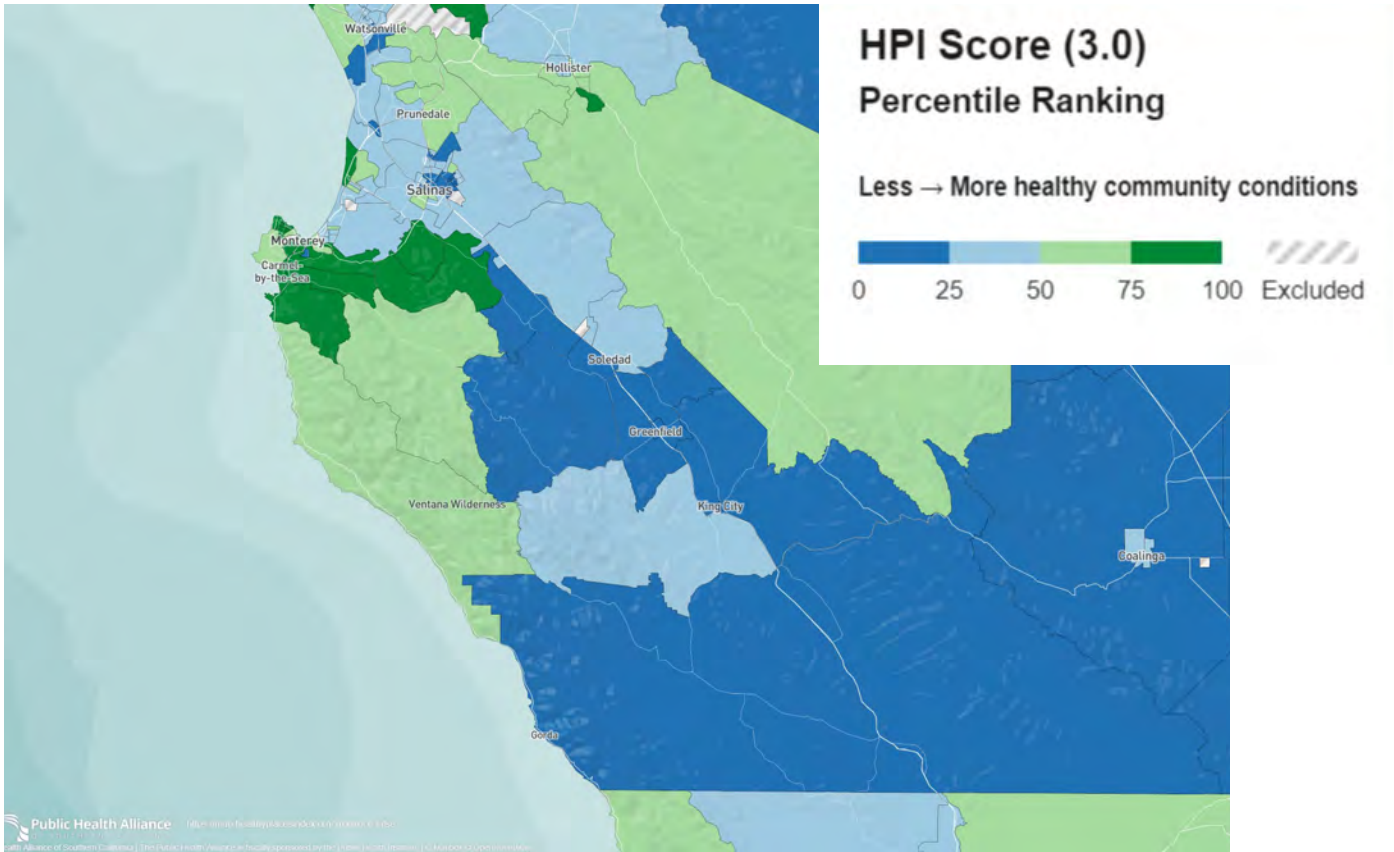 HPI Score (3.0)
Percentile Ranking
Less → More healthy community conditions
0 25 50 75 100 Excluded
Watsonville
Hollister
Prunedale
Salinas
Monterey
Carmel-
by-the-Sea
Soledad
Greenfield
Ventana Wilderness
King City
Coalinga
Gorda
Public Health Alliance